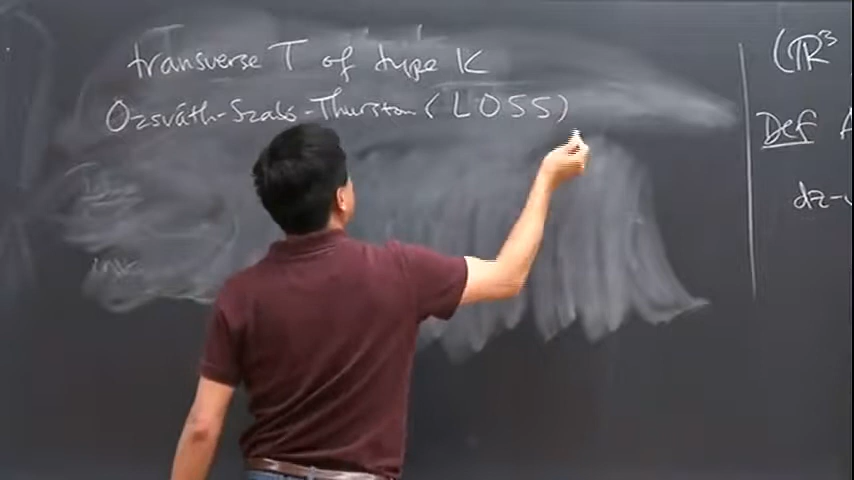 transverse T of type K
Ozsváth-Szabó-Thurston (LOSS)
(ℝ³
Def A
dz-